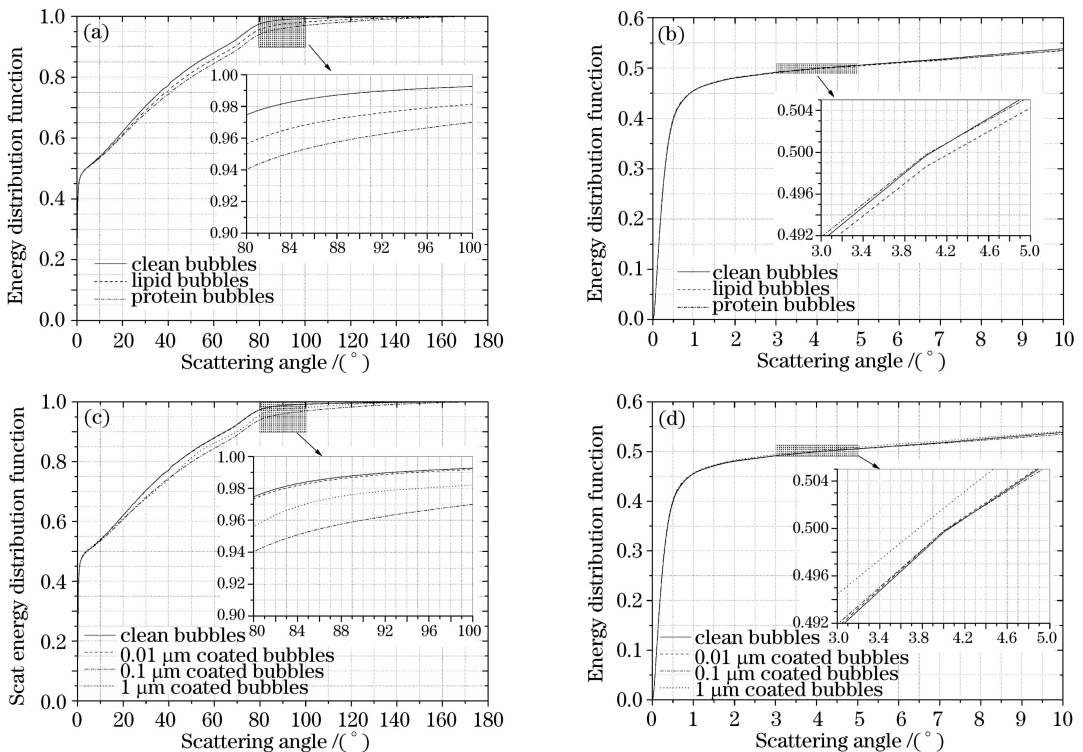 (a)
Energy distribution function
1.0
0.8
0.6
0.4
0.2
0.0
1.00
0.98
0.96
0.94
0.92
0.90
80 84 88 92 96 100
clean bubbles
lipid bubbles
protein bubbles
0 20 40 60 80 100 120 140 160 180
Scattering angle /(°)
(b)
Energy distribution function
0.6
0.5
0.4
0.3
0.2
0.1
0.0
0.504
0.500
0.496
0.492
3.0 3.4 3.8 4.2 4.6 5.0
clean bubbles
lipid bubbles
protein bubbles
0 1 2 3 4 5 6 7 8 9 10
Scattering angle /(°)
(c)
Scat energy distribution function
1.0
0.8
0.6
0.4
0.2
0.0
1.00
0.98
0.96
0.94
0.92
0.90
80 84 88 92 96 100
clean bubbles
0.01 μm coated bubbles
0.1 μm coated bubbles
1 μm coated bubbles
0 20 40 60 80 100 120 140 160 180
Scattering angle /(°)
(d)
Energy distribution function
0.6
0.5
0.4
0.3
0.2
0.1
0.0
0.504
0.500
0.496
0.492
3.0 3.4 3.8 4.2 4.6 5.0
clean bubbles
0.01 μm coated bubbles
0.1 μm coated bubbles
1 μm coated bubbles
0 1 2 3 4 5 6 7 8 9 10
Scattering angle /(°)